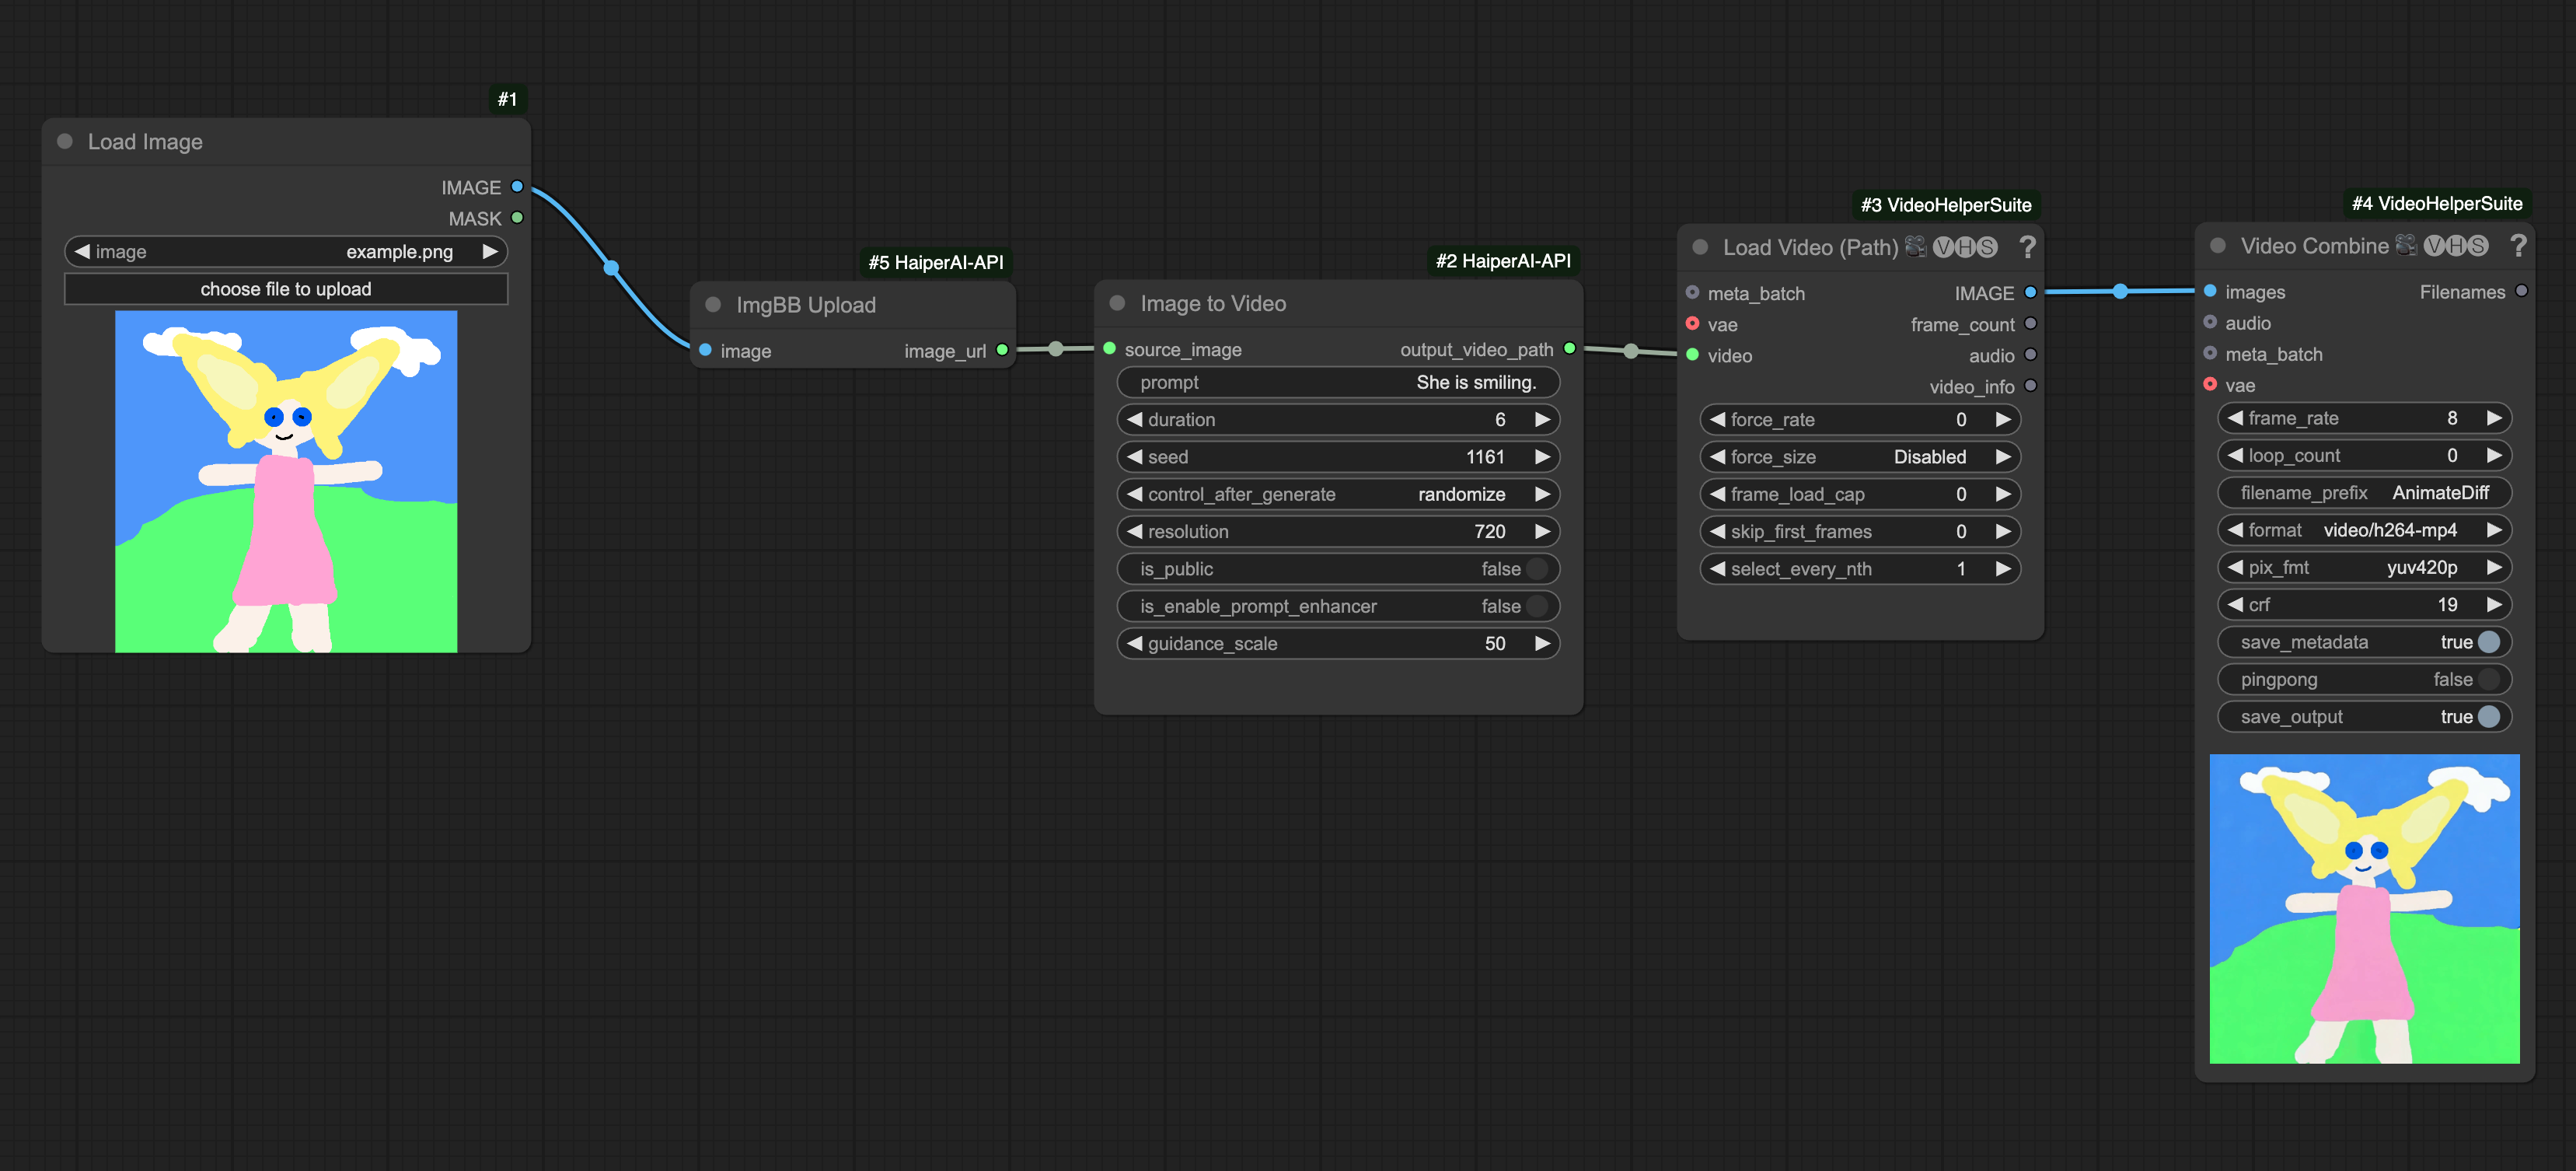 #1
Load Image
IMAGE
MASK
image example.png
choose file to upload
#5 HaiperAI-API
ImgBB Upload
image image_url
#2 HaiperAI-API
Image to Video
source_image output_video_path
prompt She is smiling.
duration 6
seed 1161
control_after_generate randomize
resolution 720
is_public false
is_enable_prompt_enhancer false
guidance_scale 50
#3 VideoHelperSuite
Load Video (Path) 🎥🅥🅗🅢 ?
meta_batch IMAGE
vae frame_count
video audio
video_info
force_rate 0
force_size Disabled
frame_load_cap 0
skip_first_frames 0
select_every_nth 1
#4 VideoHelperSuite
Video Combine 🎥🅥🅗🅢 ?
images Filenames
audio
meta_batch
vae
frame_rate 8
loop_count 0
filename_prefix AnimateDiff
format video/h264-mp4
pix_fmt yuv420p
crf 19
save_metadata true
pingpong false
save_output true